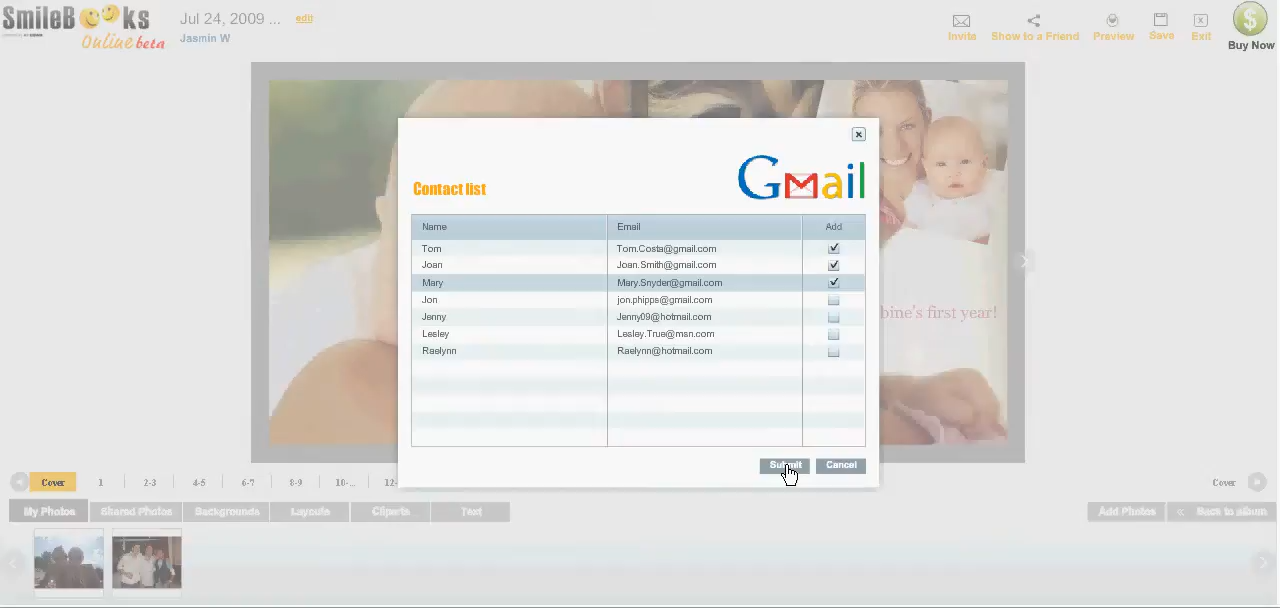 SmileBooks
Online beta
Jul 24, 2009 ... edit
Jasmin W
Invite Show to a Friend Preview Save Exit Buy Now
Gmail
Contact list
Name Email Add
Tom Tom.Costa@gmail.com
Joan Joan.Smith@gmail.com
Mary Mary.Snyder@gmail.com
Jon jon.phipps@gmail.com
Jenny Jenny09@hotmail.com
Lesley Lesley.True@msn.com
Raelynn Raelynn@hotmail.com
bine's first year!
Submit Cancel
Cover 1 2-3 4-5 6-7 8-9 10-... 12- Cover
My Photos Shared Photos Backgrounds Layouts Cliparts Text Add Photos « Back to album